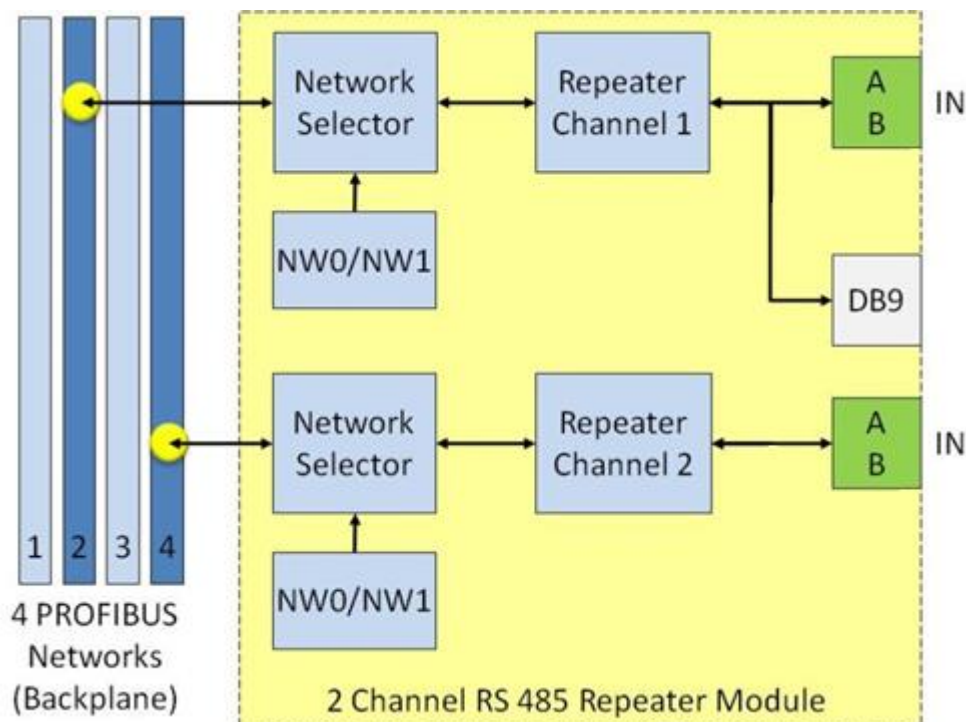 Network
Selector
Repeater
Channel 1
A
B
IN
NW0/NW1
DB9
Network
Selector
Repeater
Channel 2
A
B
IN
NW0/NW1
1 2 3 4
4 PROFIBUS
Networks
(Backplane)
2 Channel RS 485 Repeater Module